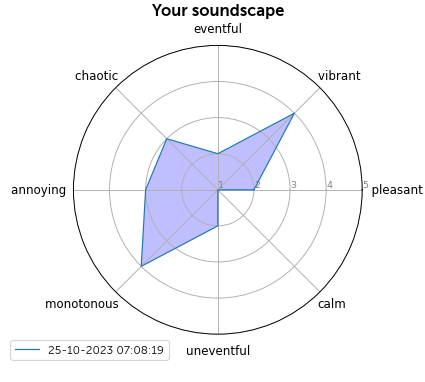 Your soundscape
eventful
chaotic
vibrant
annoying
1
2
3
4
5
pleasant
monotonous
calm
uneventful
25-10-2023 07:08:19